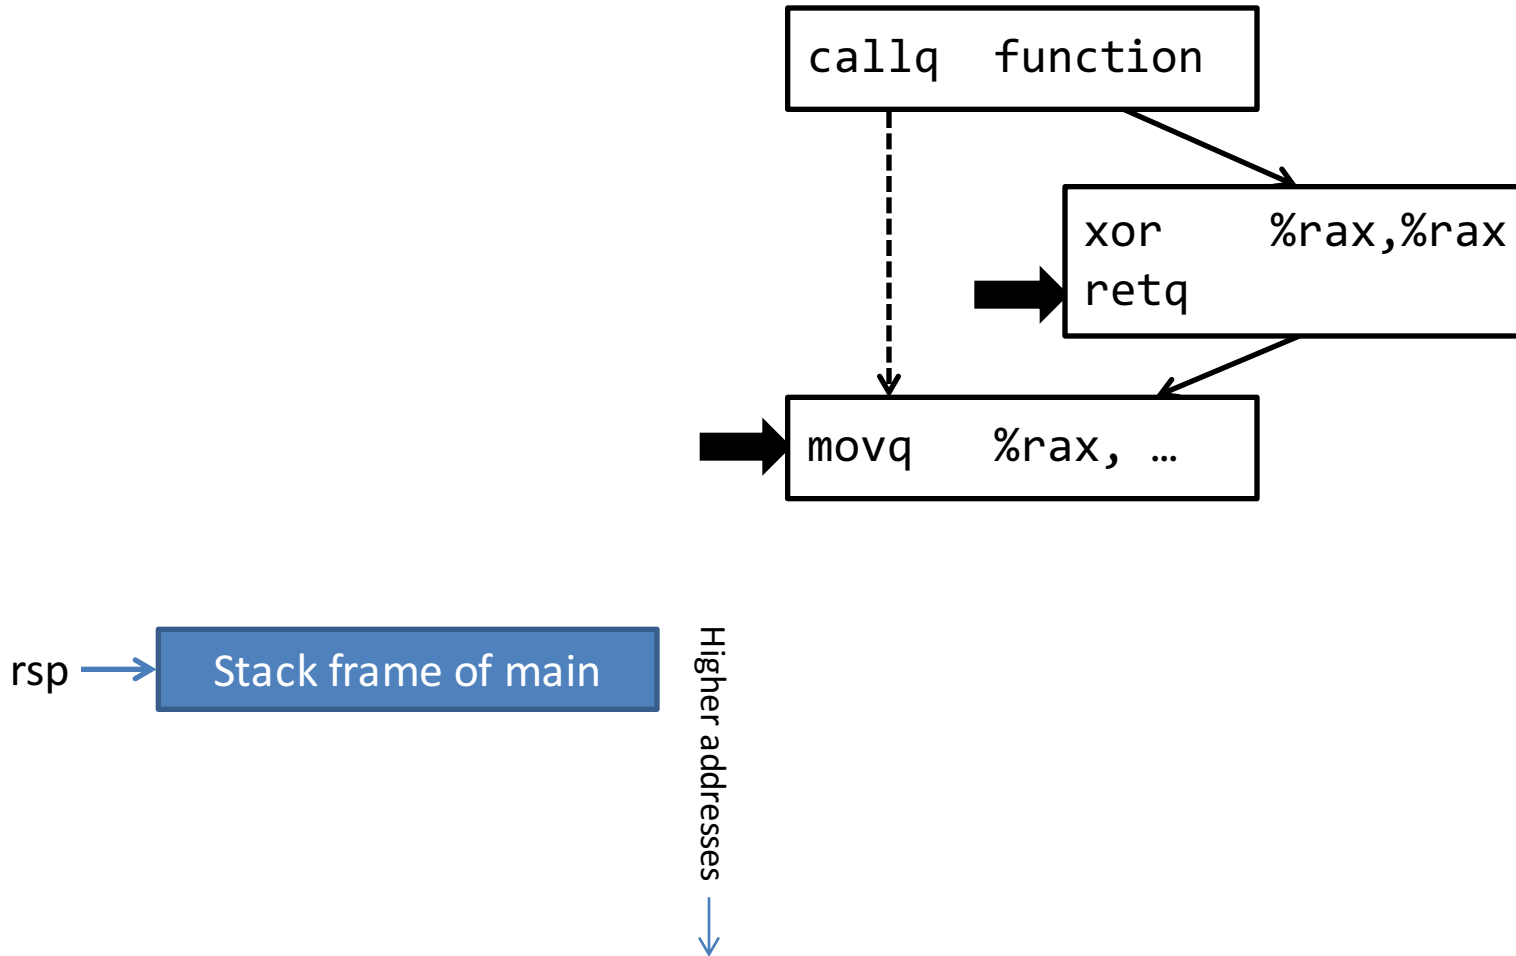 callq function
xor %rax,%rax
retq
movq %rax, …
rsp
Stack frame of main
Higher addresses